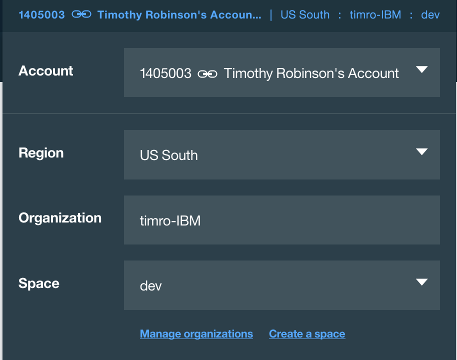 1405003 Timothy Robinson's Accoun... | US South : timro-IBM : dev
Account 1405003 Timothy Robinson's Account
Region US South
Organization timro-IBM
Space dev
Manage organizations Create a space